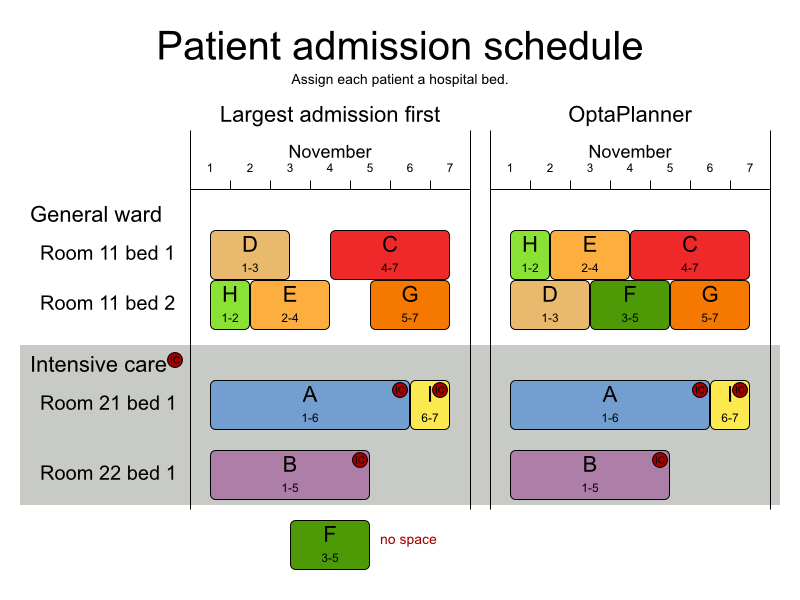 Patient admission schedule
Assign each patient a hospital bed.
Largest admission first
OptaPlanner
November
November
1 2 3 4 5 6 7
1 2 3 4 5 6 7
General ward
Room 11 bed 1
D
1-3
C
4-7
H
1-2
E
2-4
C
4-7
Room 11 bed 2
H
1-2
E
2-4
G
5-7
D
1-3
F
3-5
G
5-7
Intensive care IC
Room 21 bed 1
A IC
1-6
I IC
6-7
A IC
1-6
I IC
6-7
Room 22 bed 1
B IC
1-5
B IC
1-5
F
3-5
no space